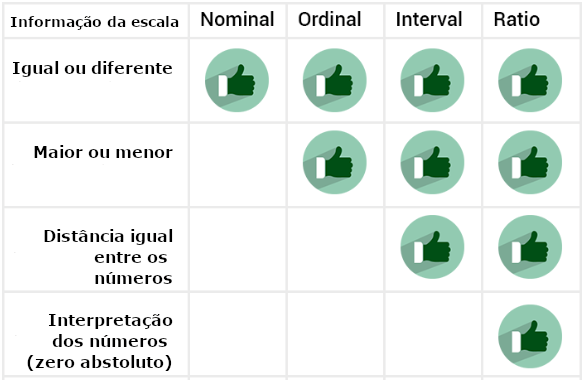 Informação da escala Nominal Ordinal Interval Ratio
Igual ou diferente
Maior ou menor
Distância igual
entre os
números
Interpretação
dos números
(zero abstoluto)